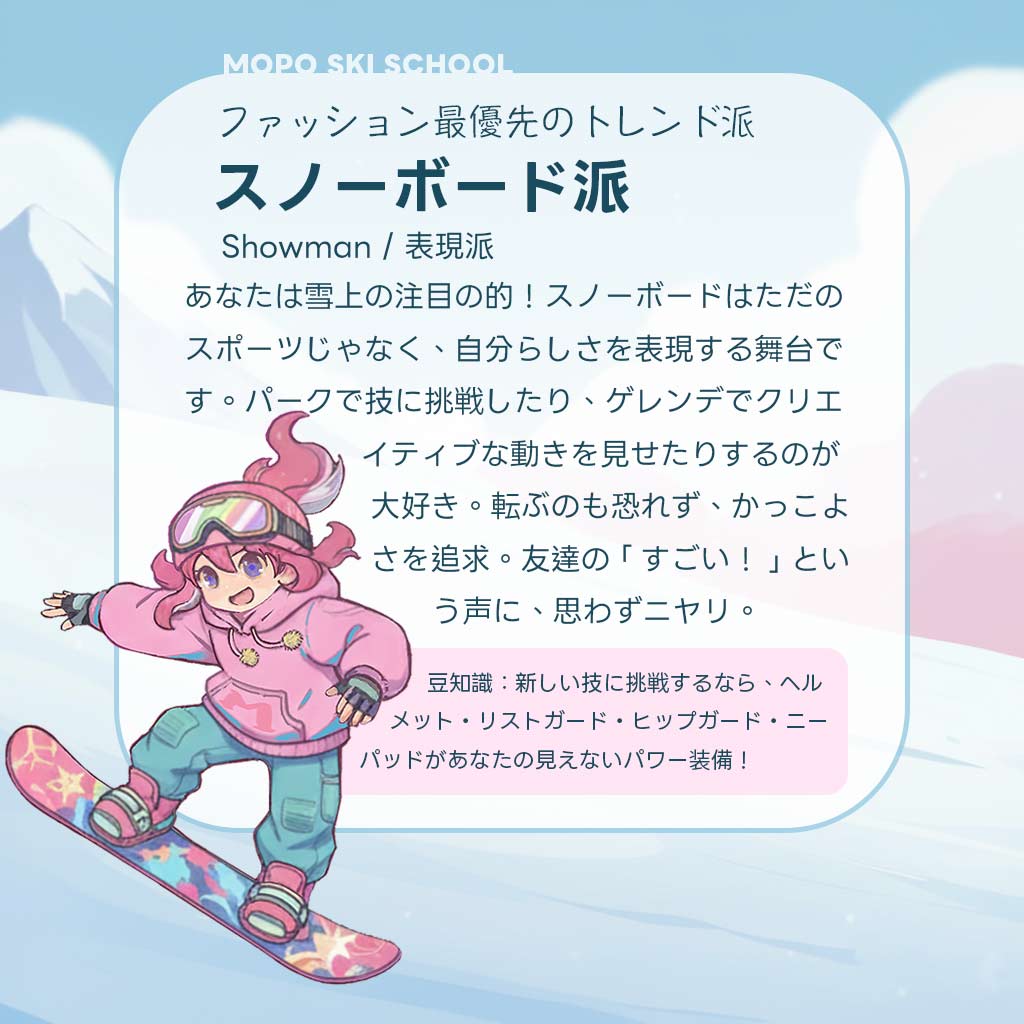 MOPO SKI SCHOOL
ファッション最優先のトレンド派
スノーボード派
Showman / 表現派
あなたは雪上の注目の的！スノーボードはただの
スポーツじゃなく、自分らしさを表現する舞台で
す。パークで技に挑戦したり、ゲレンデでクリエ
イティブな動きを見せたりするのが
大好き。転ぶのも恐れず、かっこよ
さを追求。友達の「すごい！」とい
う声に、思わずニヤリ。
豆知識：新しい技に挑戦するなら、ヘル
メット・リストガード・ヒップガード・ニー
パッドがあなたの見えないパワー装備！